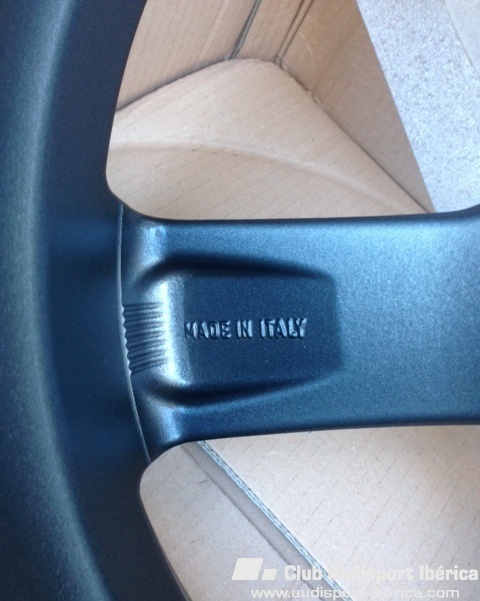 MADE IN ITALY
Club Audisport Ibérica
www.audisport-iberica.com